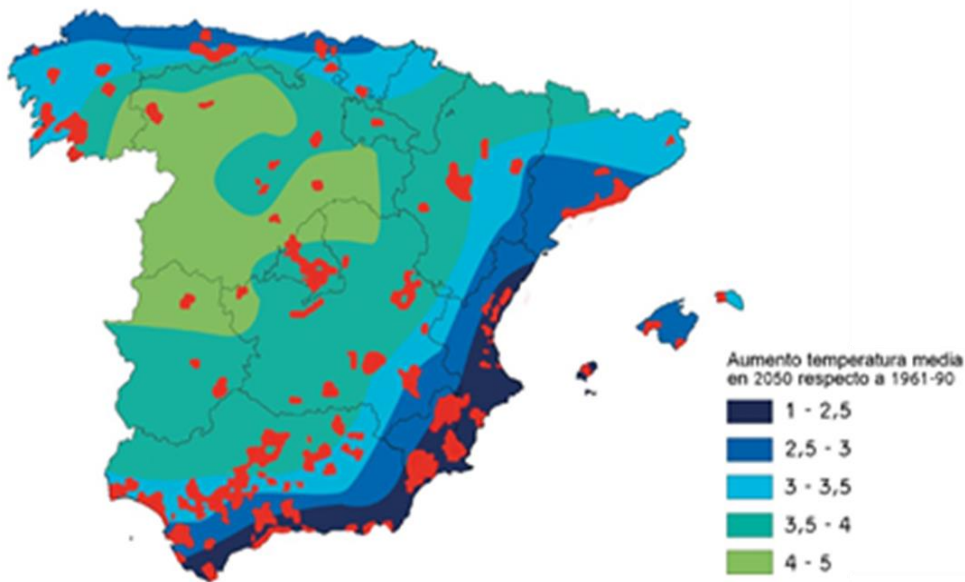 Aumento temperatura media
en 2050 respecto a 1961-90
1 - 2,5
2,5 - 3
3 - 3,5
3,5 - 4
4 - 5